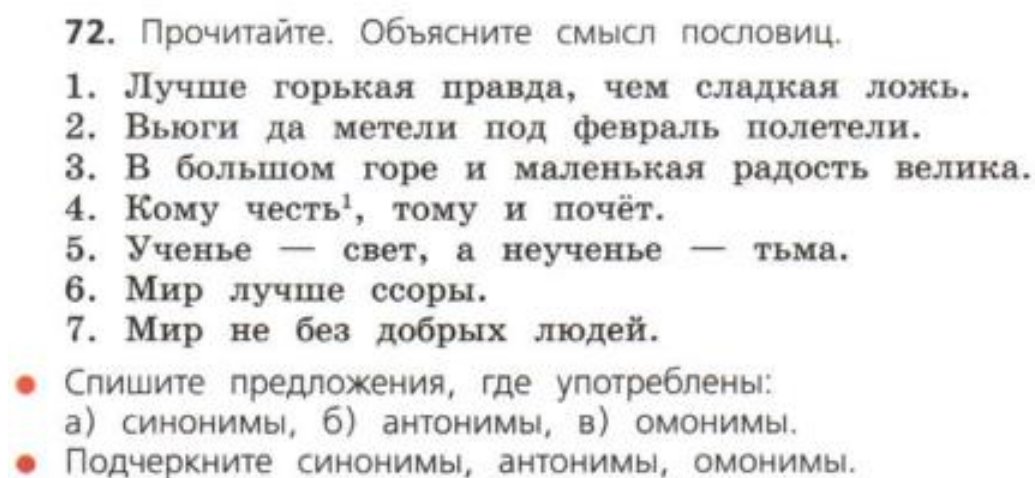 72. Прочитайте. Объясните смысл пословиц.
1. Лучше горькая правда, чем сладкая ложь.
2. Вьюги да метели под февраль полетели.
3. В большом горе и маленькая радость велика.
4. Кому честь¹, тому и почёт.
5. Ученье — свет, а неученье — тьма.
6. Мир лучше ссоры.
7. Мир не без добрых людей.
● Спишите предложения, где употреблены:
а) синонимы, б) антонимы, в) омонимы.
● Подчеркните синонимы, антонимы, омонимы.